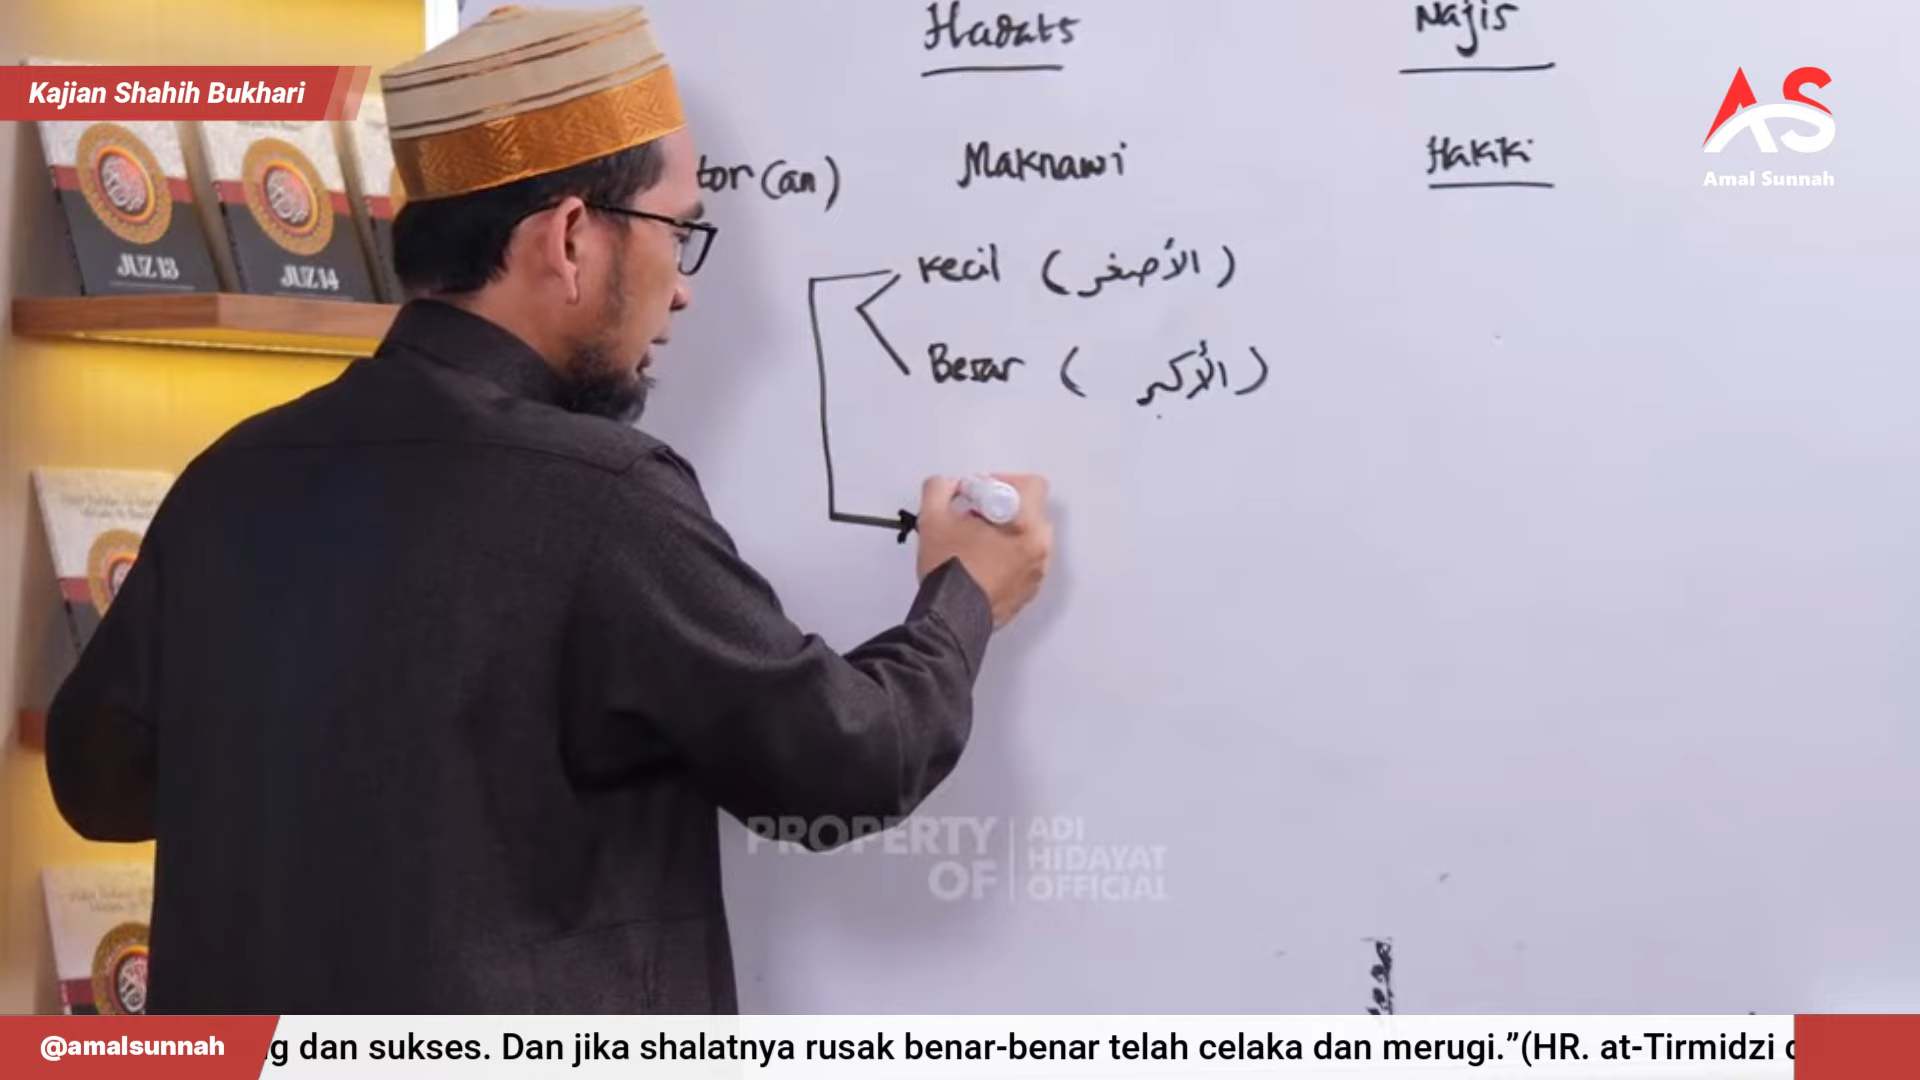 Hadats
Najis
Kajian Shahih Bukhari
AS
Amal Sunnah
tor (an)
Maknawi
Hakiki
Kecil ( الأصغر )
Besar ( الأكبر )
JUZ 13
JUZ 14
PROPERTY OF
ADI HIDAYAT OFFICIAL
@amalsunnah
g dan sukses. Dan jika shalatnya rusak benar-benar telah celaka dan merugi.”(HR. at-Tirmidzi d